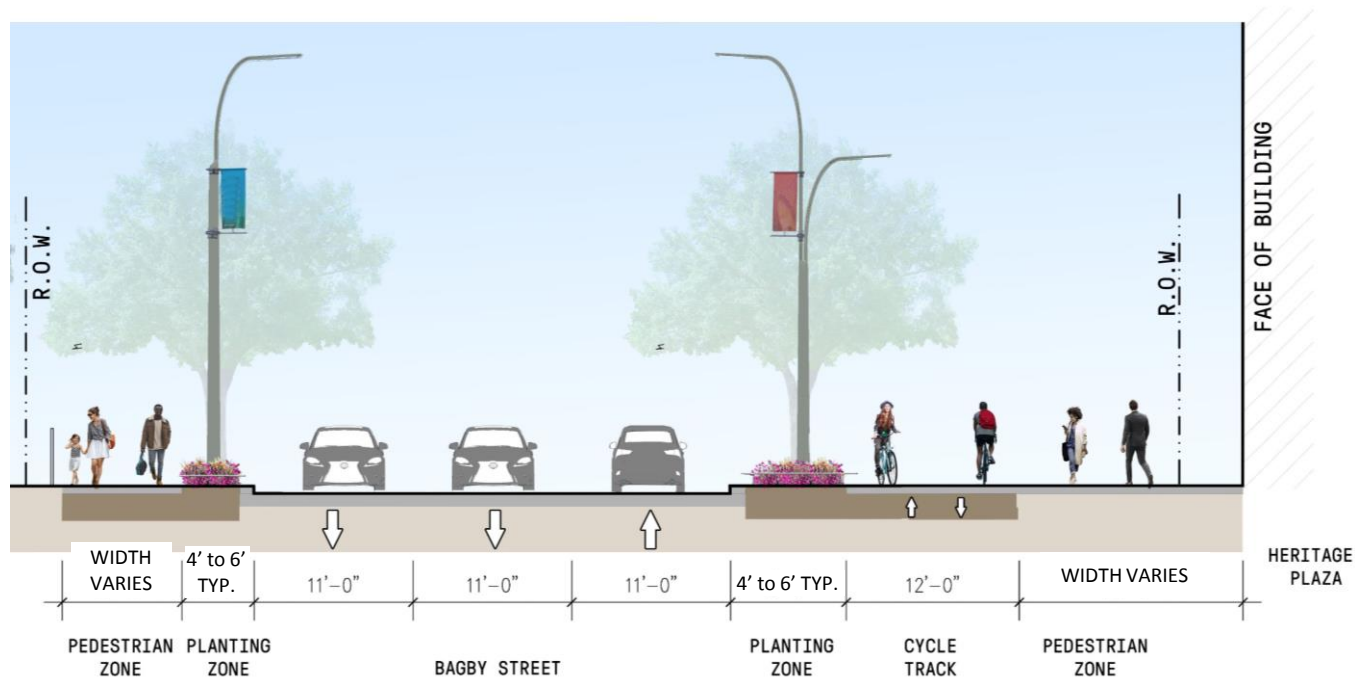 R.O.W.
R.O.W.
FACE OF BUILDING
WIDTH
VARIES
4' to 6'
TYP.
11'-0"
11'-0"
11'-0"
4' to 6' TYP.
12'-0"
WIDTH VARIES
HERITAGE
PLAZA
PEDESTRIAN
ZONE
PLANTING
ZONE
BAGBY STREET
PLANTING
ZONE
CYCLE
TRACK
PEDESTRIAN
ZONE